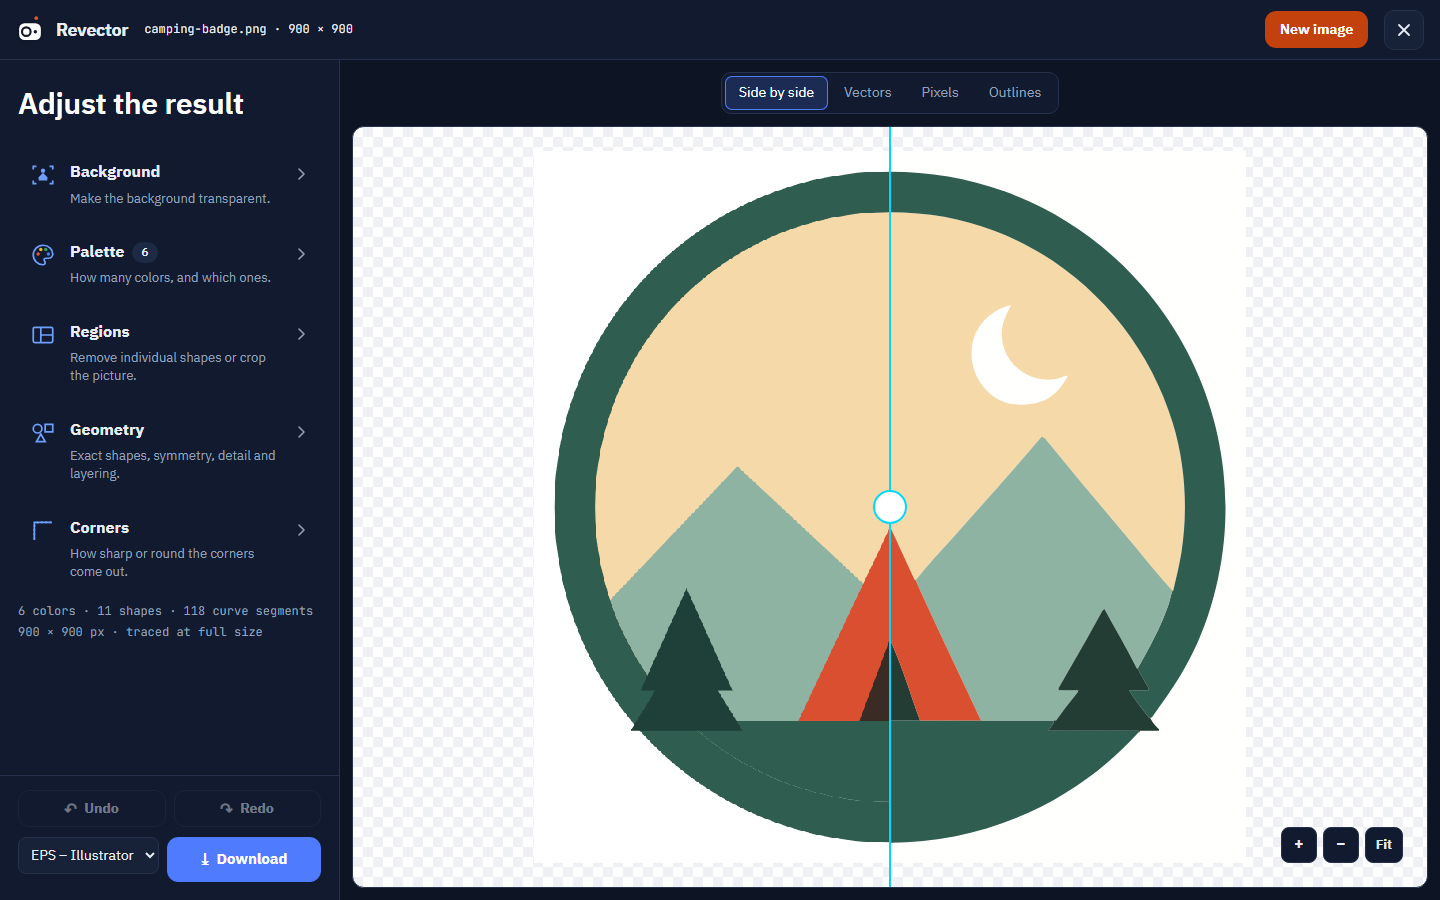 Revector
camping-badge.png · 900 × 900
New image
Adjust the result
Background
Make the background transparent.
Palette 6
How many colors, and which ones.
Regions
Remove individual shapes or crop
the picture.
Geometry
Exact shapes, symmetry, detail and
layering.
Corners
How sharp or round the corners
come out.
6 colors · 11 shapes · 118 curve segments
900 × 900 px · traced at full size
Undo
Redo
EPS – Illustrator
Download
Side by side
Vectors
Pixels
Outlines
+
−
Fit